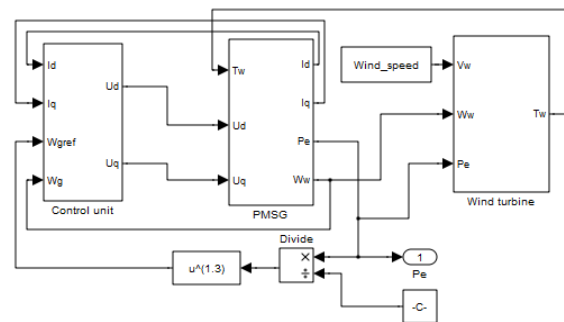 Id
Iq
Wgref
Wg
Ud
Uq
Control unit
Tw
Ud
Uq
Id
Iq
Pe
Ww
PMSG
Wind_speed
Vw
Ww
Pe
Tw
Wind turbine
u^(1.3)
Divide
×
÷
1
Pe
-C-